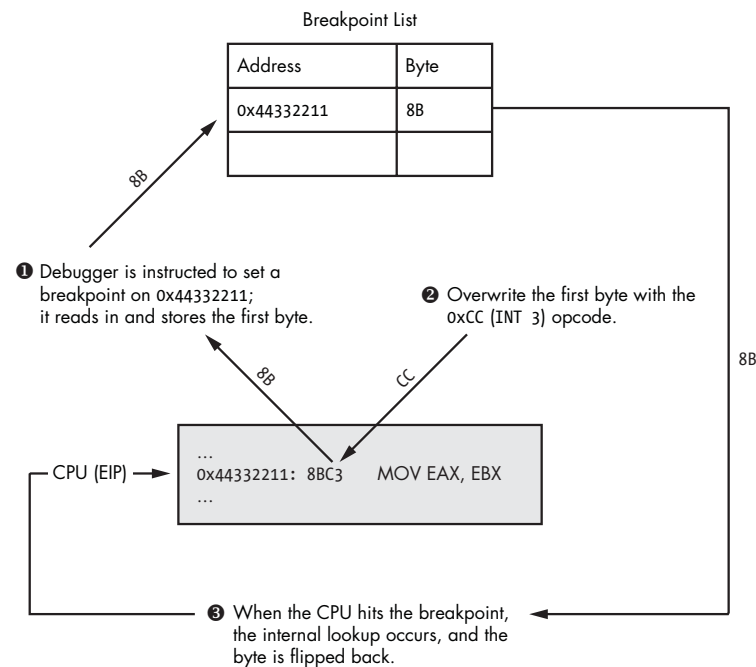 Breakpoint List
Address Byte
0x44332211 8B
8B
❶ Debugger is instructed to set a
breakpoint on 0x44332211;
it reads in and stores the first byte.
❷ Overwrite the first byte with the
0xCC (INT 3) opcode.
8B
8B
CC
...
CPU (EIP)
0x44332211: 8BC3 MOV EAX, EBX
...
❸ When the CPU hits the breakpoint,
the internal lookup occurs, and the
byte is flipped back.